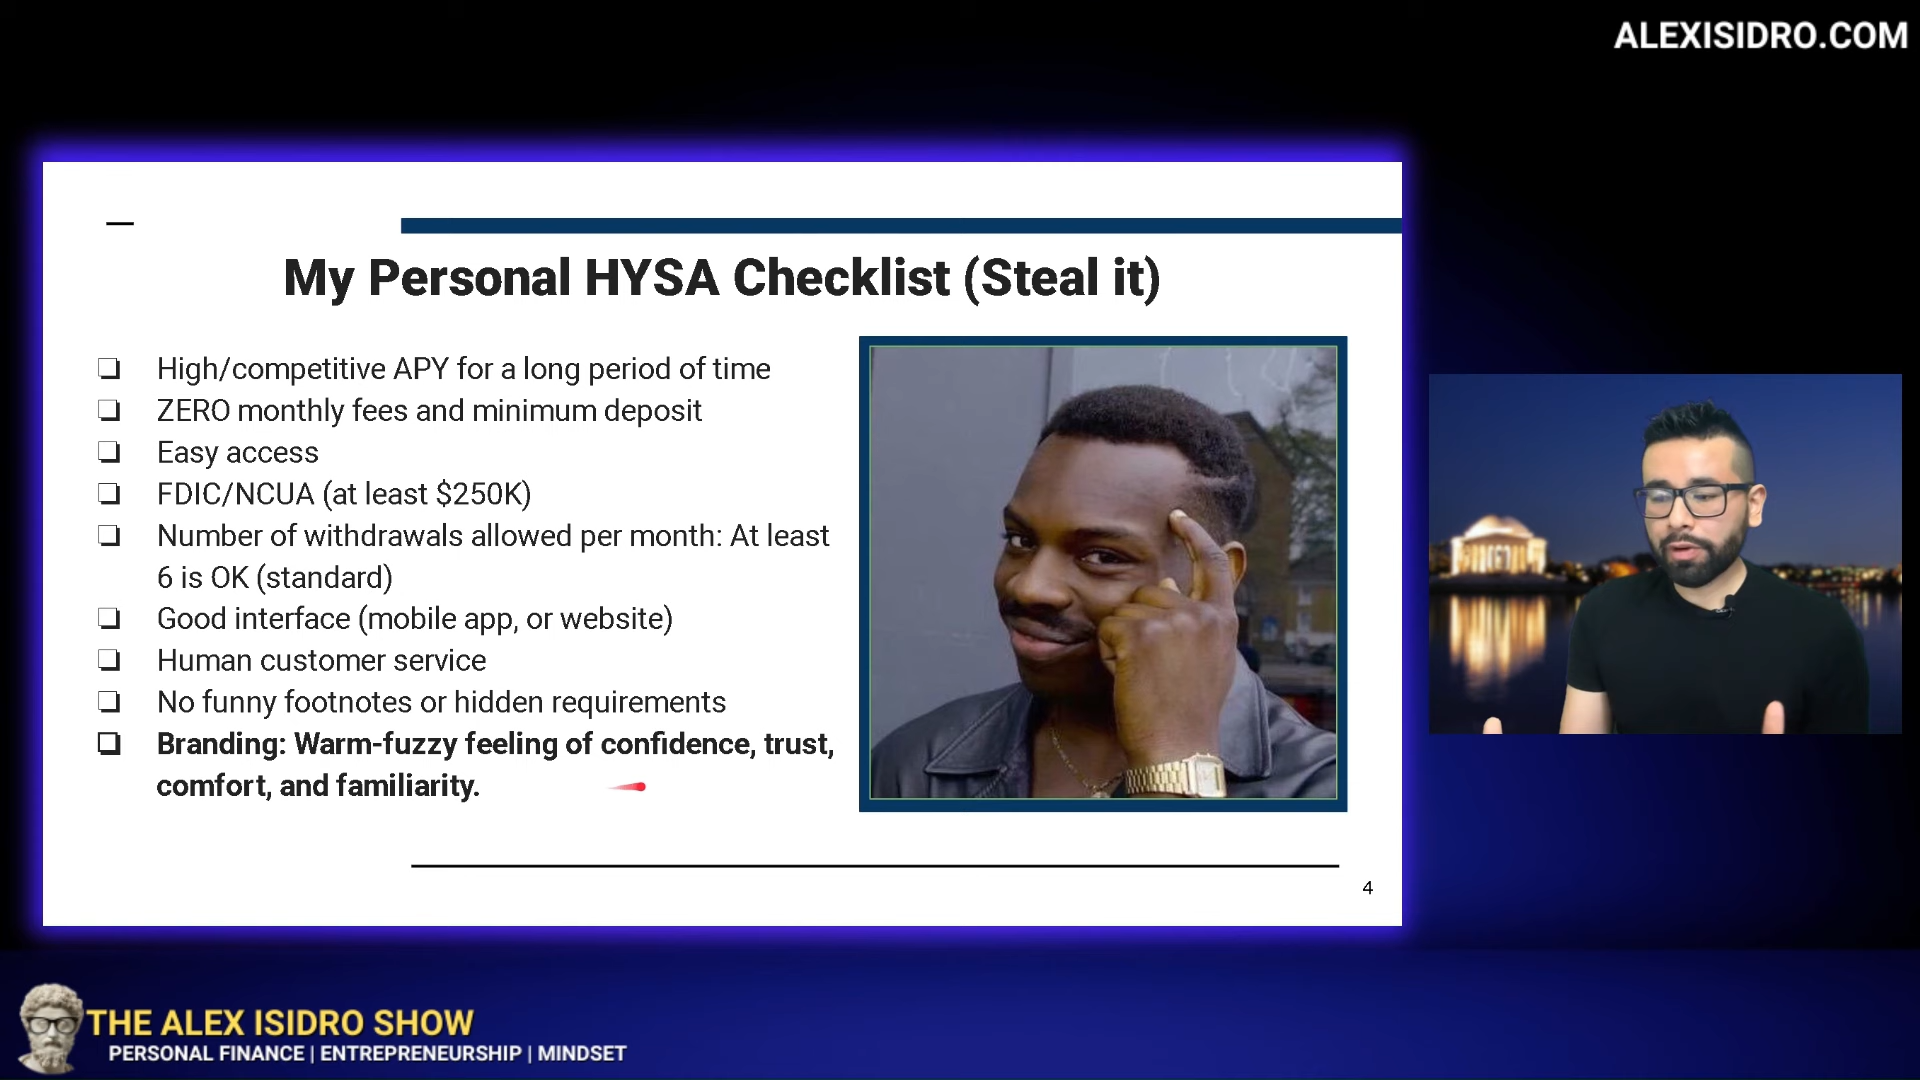 ALEXISIDRO.COM
My Personal HYSA Checklist (Steal it)
High/competitive APY for a long period of time
ZERO monthly fees and minimum deposit
Easy access
FDIC/NCUA (at least $250K)
Number of withdrawals allowed per month: At least
6 is OK (standard)
Good interface (mobile app, or website)
Human customer service
No funny footnotes or hidden requirements
Branding: Warm-fuzzy feeling of confidence, trust,
comfort, and familiarity.
4
THE ALEX ISIDRO SHOW
PERSONAL FINANCE | ENTREPRENEURSHIP | MINDSET